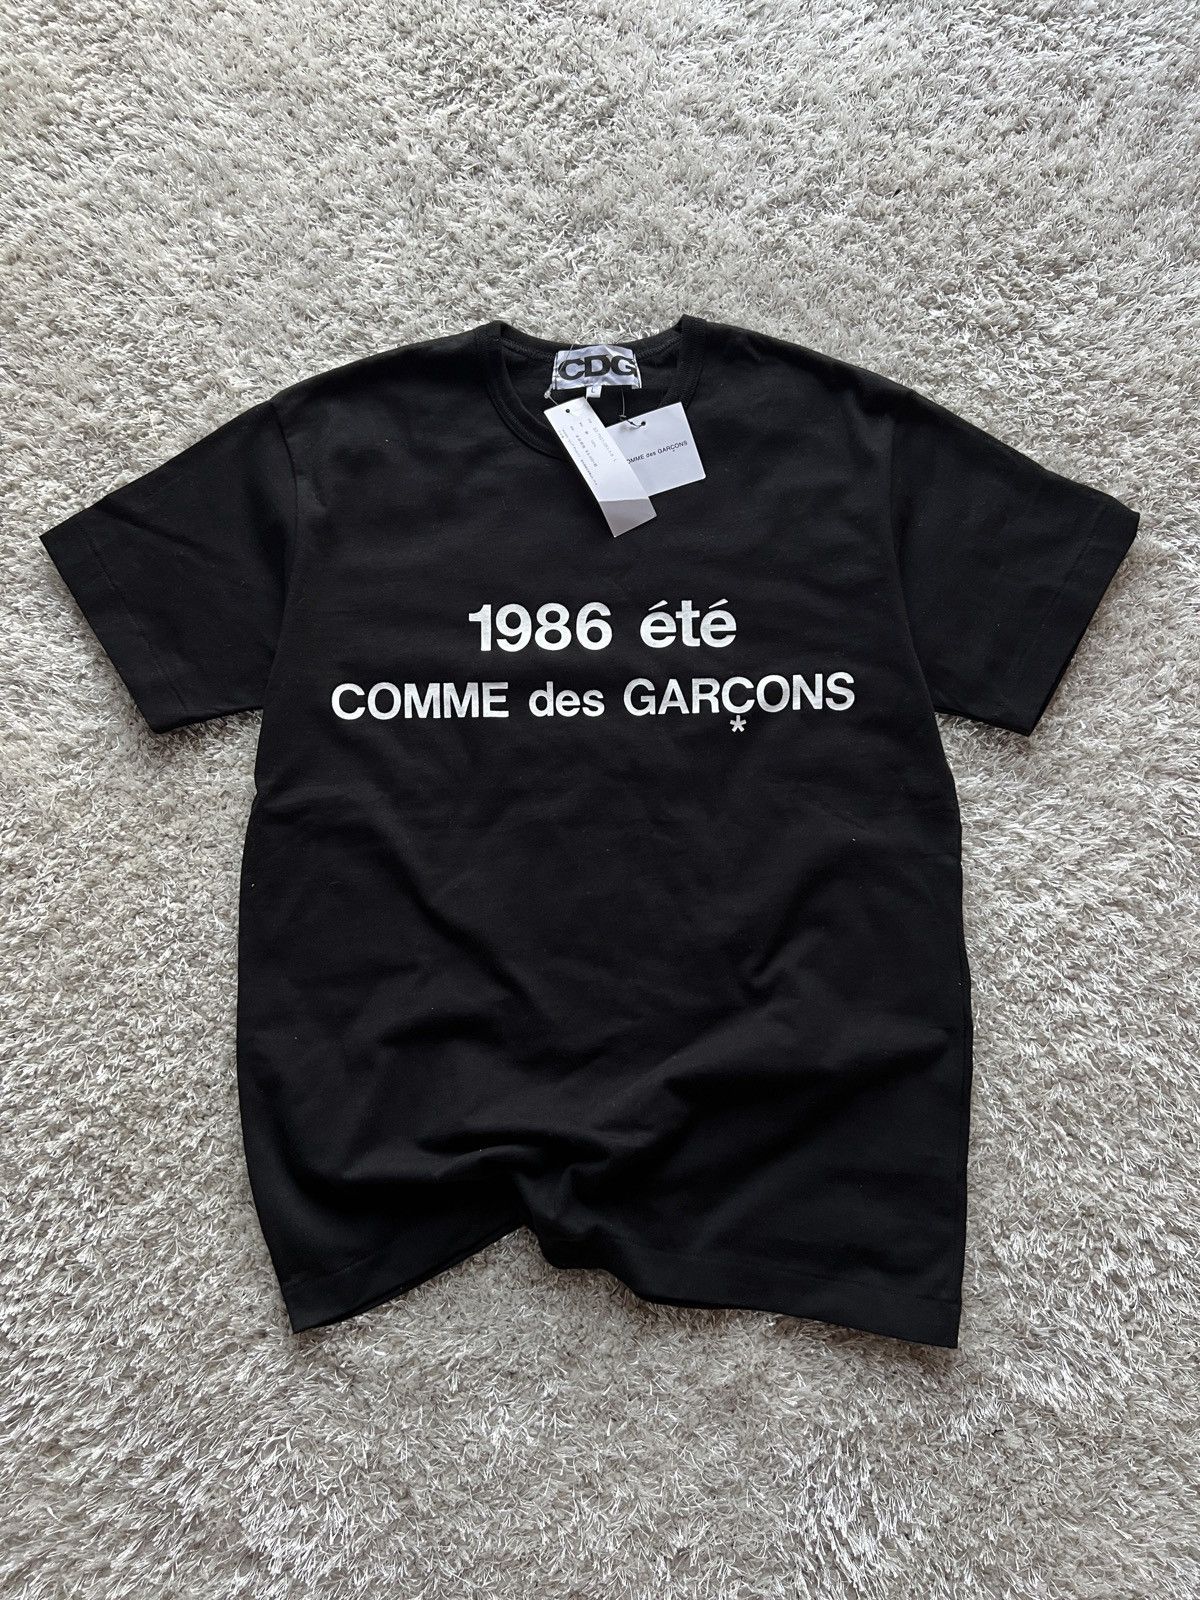 CDG
L
COMME des GARÇONS
1986 été
COMME des GARÇONS
*